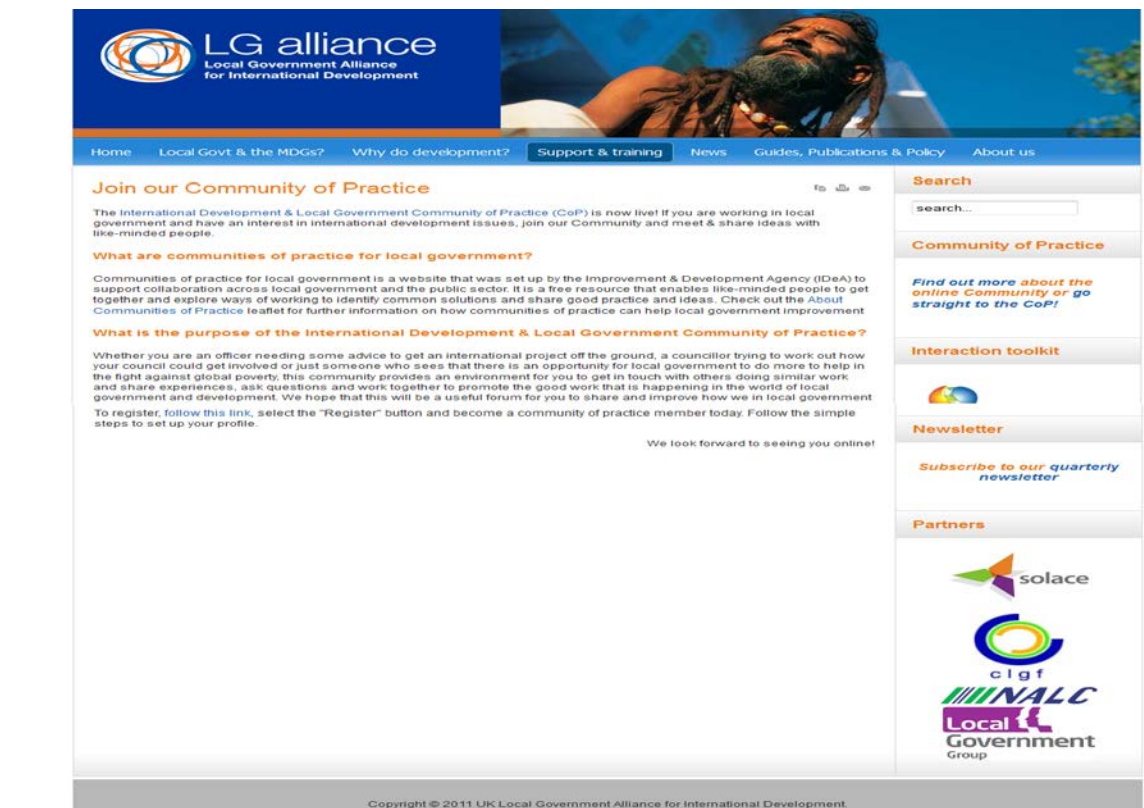 LG alliance
Local Government Alliance
for International Development
Home Local Govt & the MDGs? Why do development? Support & training News Guides, Publications & Policy About us
Join our Community of Practice
The International Development & Local Government Community of Practice (CoP) is now live! If you are working in local
government and have an interest in international development issues, join our Community and meet & share ideas with
like-minded people.
What are communities of practice for local government?
Communities of practice for local government is a website that was set up by the Improvement & Development Agency (IDeA) to
support collaboration across local government and the public sector. It is a free resource that enables like-minded people to get
together and explore ways of working to identify common solutions and share good practice and ideas. Check out the About
Communities of Practice leaflet for further information on how communities of practice can help local government improvement
What is the purpose of the International Development & Local Government Community of Practice?
Whether you are an officer needing some advice to get an international project off the ground, a councillor trying to work out how
your council could get involved or just someone who sees that there is an opportunity for local government to do more to help in
the fight against global poverty, this community provides an environment for you to get in touch with others doing similar work
and share experiences, ask questions and work together to promote the good work that is happening in the world of local
government and development. We hope that this will be a useful forum for you to share and improve how we in local government
To register, follow this link, select the "Register" button and become a community of practice member today. Follow the simple
steps to set up your profile.
We look forward to seeing you online!
Search
search...
Community of Practice
Find out more about the
online Community or go
straight to the CoP!
Interaction toolkit
Newsletter
Subscribe to our quarterly
newsletter
Partners
solace
clgf
NALC
Local
Government
Group
Copyright © 2011 UK Local Government Alliance for International Development.